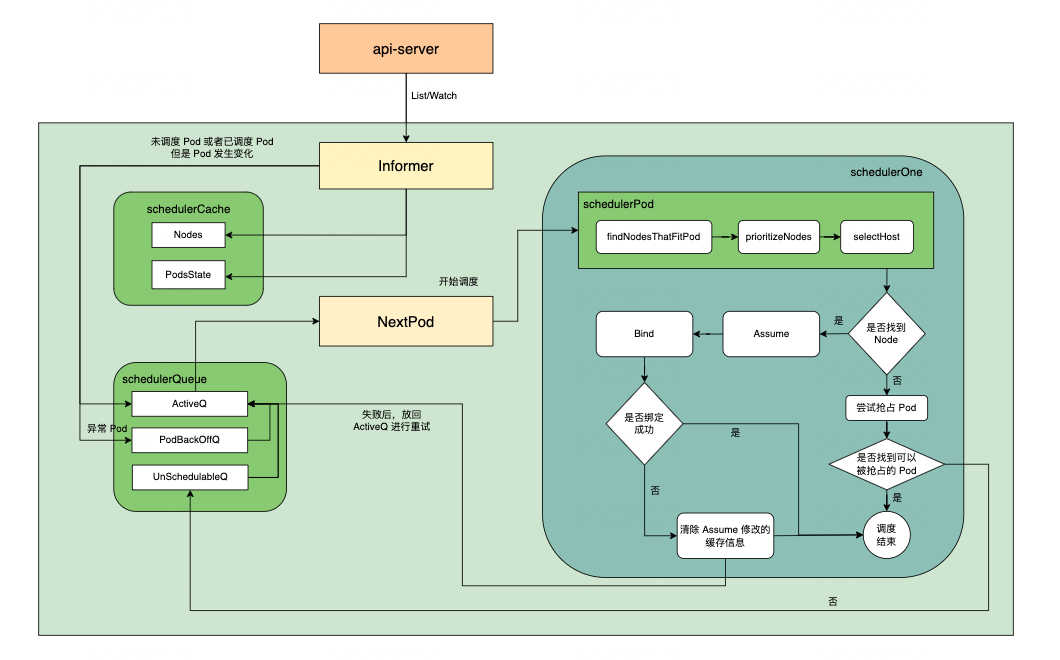 api-server
List/Watch
未调度 Pod 或者已调度 Pod
但是 Pod 发生变化
Informer
schedulerCache
Nodes
PodsState
开始调度
NextPod
schedulerQueue
ActiveQ
异常 Pod
PodBackOffQ
UnSchedulableQ
失败后，放回
ActiveQ 进行重试
schedulerOne
schedulerPod
findNodesThatFitPod
prioritizeNodes
selectHost
是否找到
Node
是
Assume
Bind
否
尝试抢占 Pod
是否绑定
成功
是
是否找到可以
被抢占的 Pod
否
是
清除 Assume 修改的
缓存信息
调度
结束
否